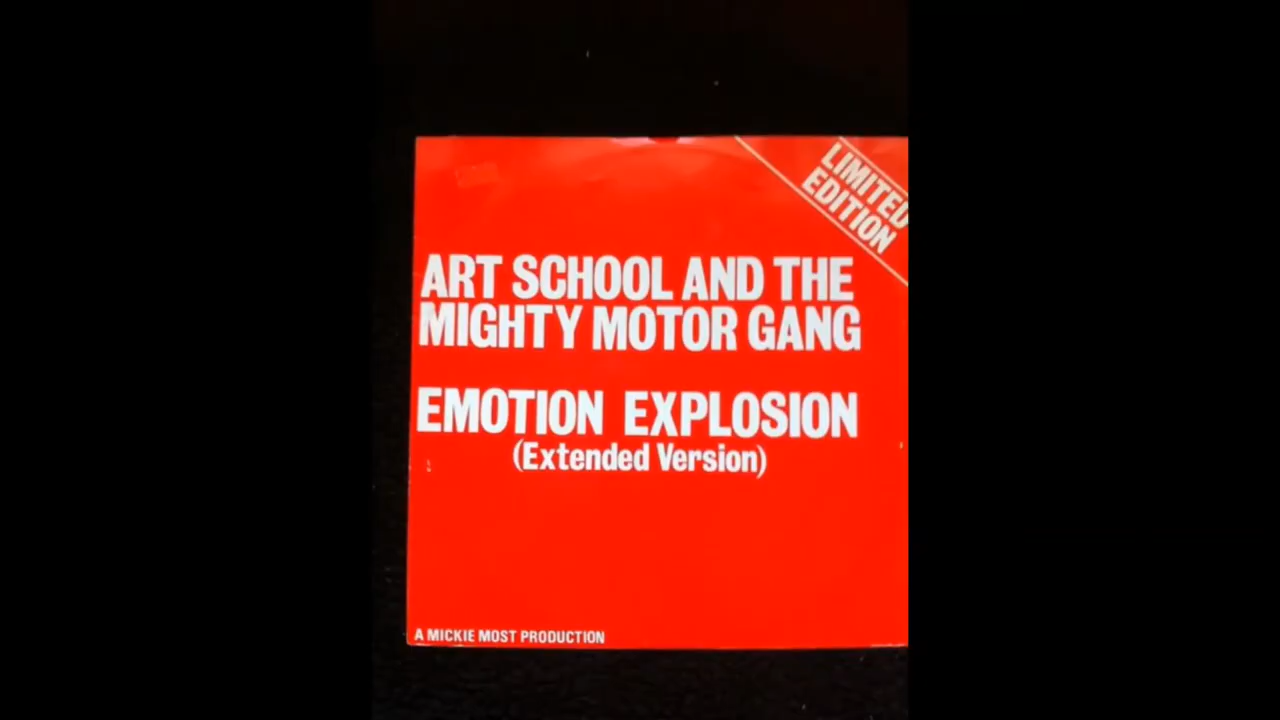 LIMITED
EDITION
ART SCHOOL AND THE
MIGHTY MOTOR GANG
EMOTION EXPLOSION
(Extended Version)
A MICKIE MOST PRODUCTION